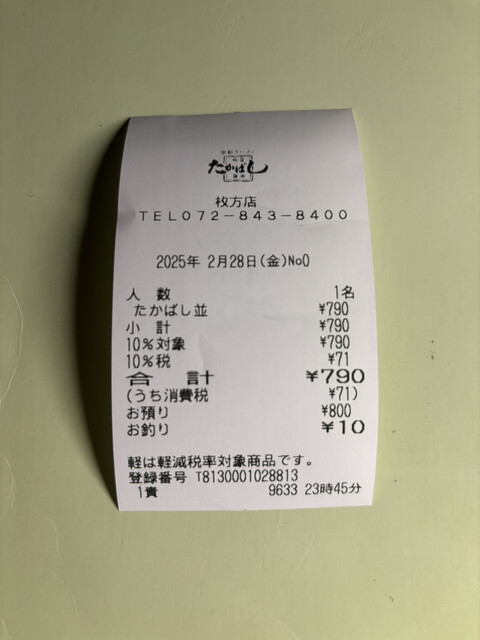 たかばし
枚方店
TEL072-843-8400
2025年 2月28日(金)No0
人 数 1名
たかばし並 ¥790
小 計 ¥790
10%対象 ¥790
10%税 ¥71
合 計 ¥790
(うち消費税 ¥71)
お預り ¥800
お釣り ¥10
軽は軽減税率対象商品です。
登録番号 T8130001028813
1責 9633 23時45分